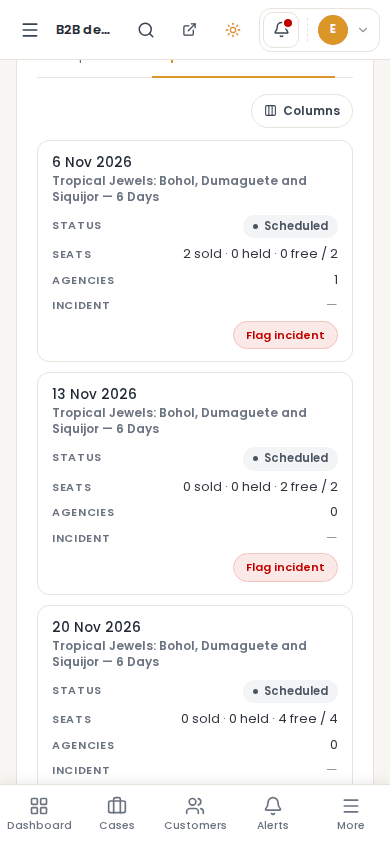 B2B de...
E
Columns
6 Nov 2026
Tropical Jewels: Bohol, Dumaguete and
Siquijor — 6 Days
STATUS
Scheduled
SEATS
2 sold · 0 held · 0 free / 2
AGENCIES
1
INCIDENT
—
Flag incident
13 Nov 2026
Tropical Jewels: Bohol, Dumaguete and
Siquijor — 6 Days
STATUS
Scheduled
SEATS
0 sold · 0 held · 2 free / 2
AGENCIES
0
INCIDENT
—
Flag incident
20 Nov 2026
Tropical Jewels: Bohol, Dumaguete and
Siquijor — 6 Days
STATUS
Scheduled
SEATS
0 sold · 0 held · 4 free / 4
AGENCIES
0
INCIDENT
—
Dashboard
Cases
Customers
Alerts
More